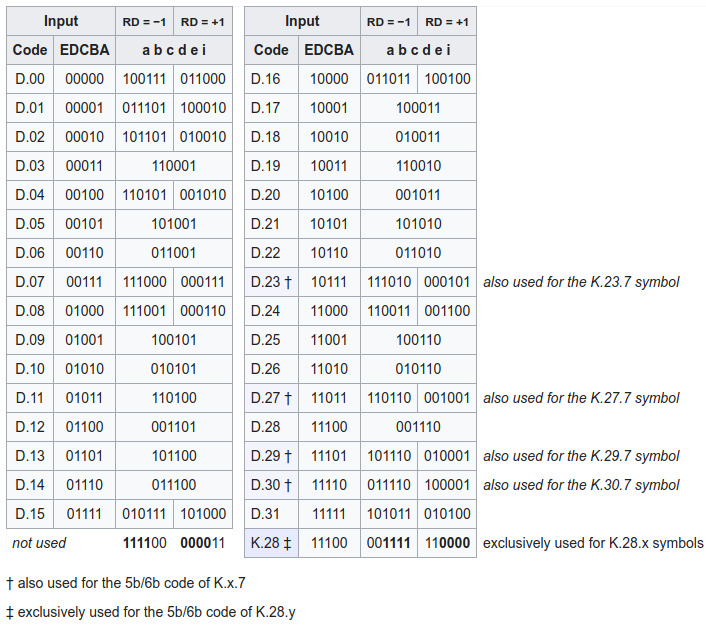 Input RD = −1 RD = +1 Input RD = −1 RD = +1
Code EDCBA a b c d e i Code EDCBA a b c d e i
D.00 00000 100111 011000 D.16 10000 011011 100100
D.01 00001 011101 100010 D.17 10001 100011
D.02 00010 101101 010010 D.18 10010 010011
D.03 00011 110001 D.19 10011 110010
D.04 00100 110101 001010 D.20 10100 001011
D.05 00101 101001 D.21 10101 101010
D.06 00110 011001 D.22 10110 011010
D.07 00111 111000 000111 D.23 † 10111 111010 000101 also used for the K.23.7 symbol
D.08 01000 111001 000110 D.24 11000 110011 001100
D.09 01001 100101 D.25 11001 100110
D.10 01010 010101 D.26 11010 010110
D.11 01011 110100 D.27 † 11011 110110 001001 also used for the K.27.7 symbol
D.12 01100 001101 D.28 11100 001110
D.13 01101 101100 D.29 † 11101 101110 010001 also used for the K.29.7 symbol
D.14 01110 011100 D.30 † 11110 011110 100001 also used for the K.30.7 symbol
D.15 01111 010111 101000 D.31 11111 101011 010100
not used 111100 000011 K.28 ‡ 11100 001111 110000 exclusively used for K.28.x symbols
† also used for the 5b/6b code of K.x.7
‡ exclusively used for the 5b/6b code of K.28.y